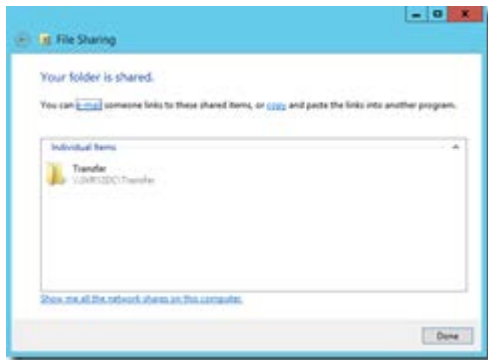 File Sharing
Your folder is shared.
You can e-mail someone links to these shared items, or copy and paste the links into another program.
Individual Items
Transfer
Show me all the network shares on this computer.
Done